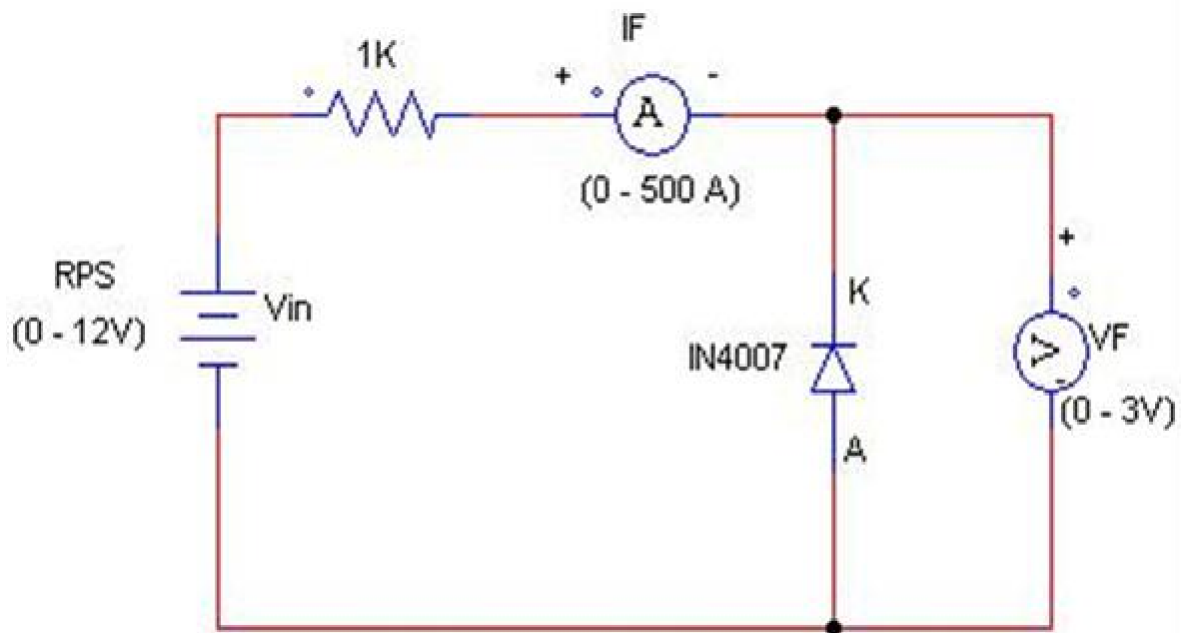 IF
1K
+
-
A
(0 - 500 A)
RPS
(0 - 12V)
Vin
K
IN4007
A
+
V
-
VF
(0 - 3V)